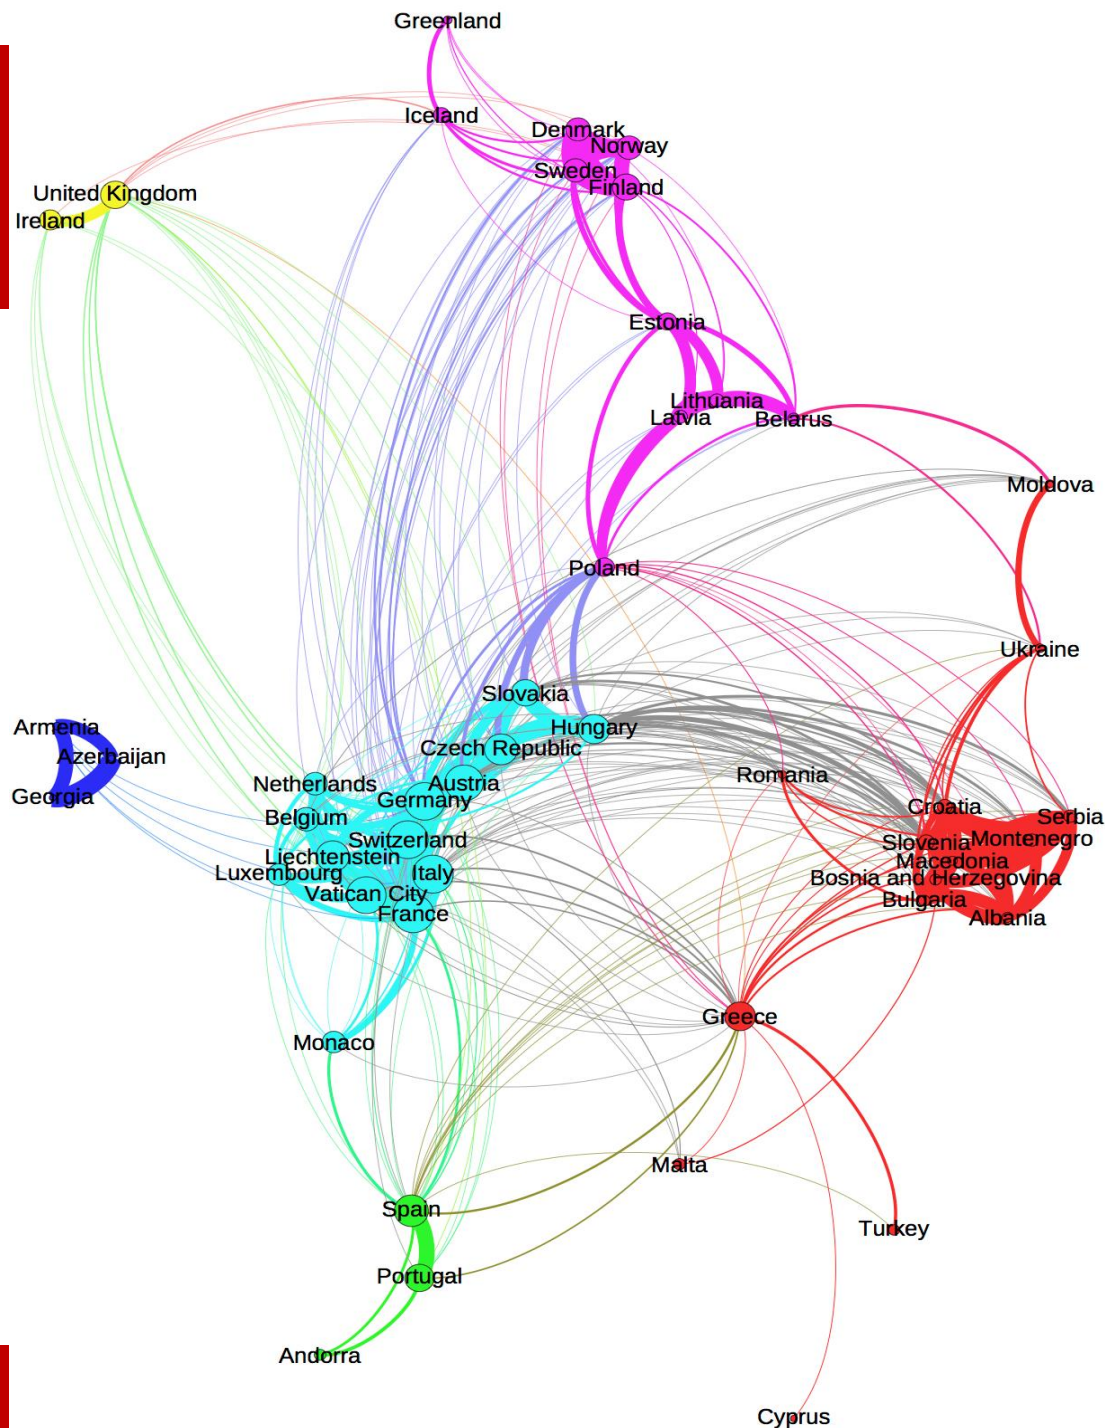 Greenland
Iceland
Denmark
Norway
Sweden
Finland
United Kingdom
Ireland
Estonia
Lithuania
Latvia
Belarus
Moldova
Poland
Ukraine
Slovakia
Hungary
Czech Republic
Armenia
Azerbaijan
Georgia
Netherlands
Austria
Germany
Romania
Belgium
Croatia
Serbia
Switzerland
Slovenia
Montenegro
Liechtenstein
Macedonia
Luxembourg
Italy
Bosnia and Herzegovina
Vatican City
Bulgaria
France
Albania
Greece
Monaco
Malta
Spain
Turkey
Portugal
Andorra
Cyprus